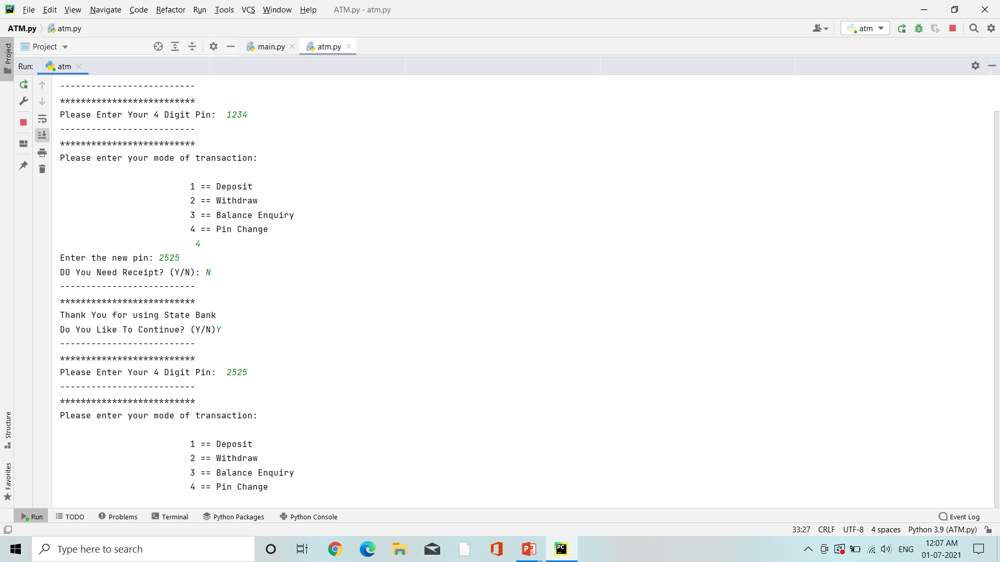 PC File Edit View Navigate Code Refactor Run Tools VCS Window Help ATM.py - atm.py
ATM.py atm.py atm
Project Project main.py atm.py
Run: atm
--------------------------
**************************
Please Enter Your 4 Digit Pin: 1234
--------------------------
**************************
Please enter your mode of transaction:
1 == Deposit
2 == Withdraw
3 == Balance Enquiry
4 == Pin Change
4
Enter the new pin: 2525
DO You Need Receipt? (Y/N): N
--------------------------
**************************
Thank You for using State Bank
Do You Like To Continue? (Y/N)Y
--------------------------
**************************
Please Enter Your 4 Digit Pin: 2525
--------------------------
**************************
Please enter your mode of transaction:
Structure
1 == Deposit
2 == Withdraw
3 == Balance Enquiry
4 == Pin Change
Favorites
Run TODO Problems Terminal Python Packages Python Console Event Log
33:27 CRLF UTF-8 4 spaces Python 3.9 (ATM.py)
Type here to search PC ENG 12:07 AM
01-07-2021